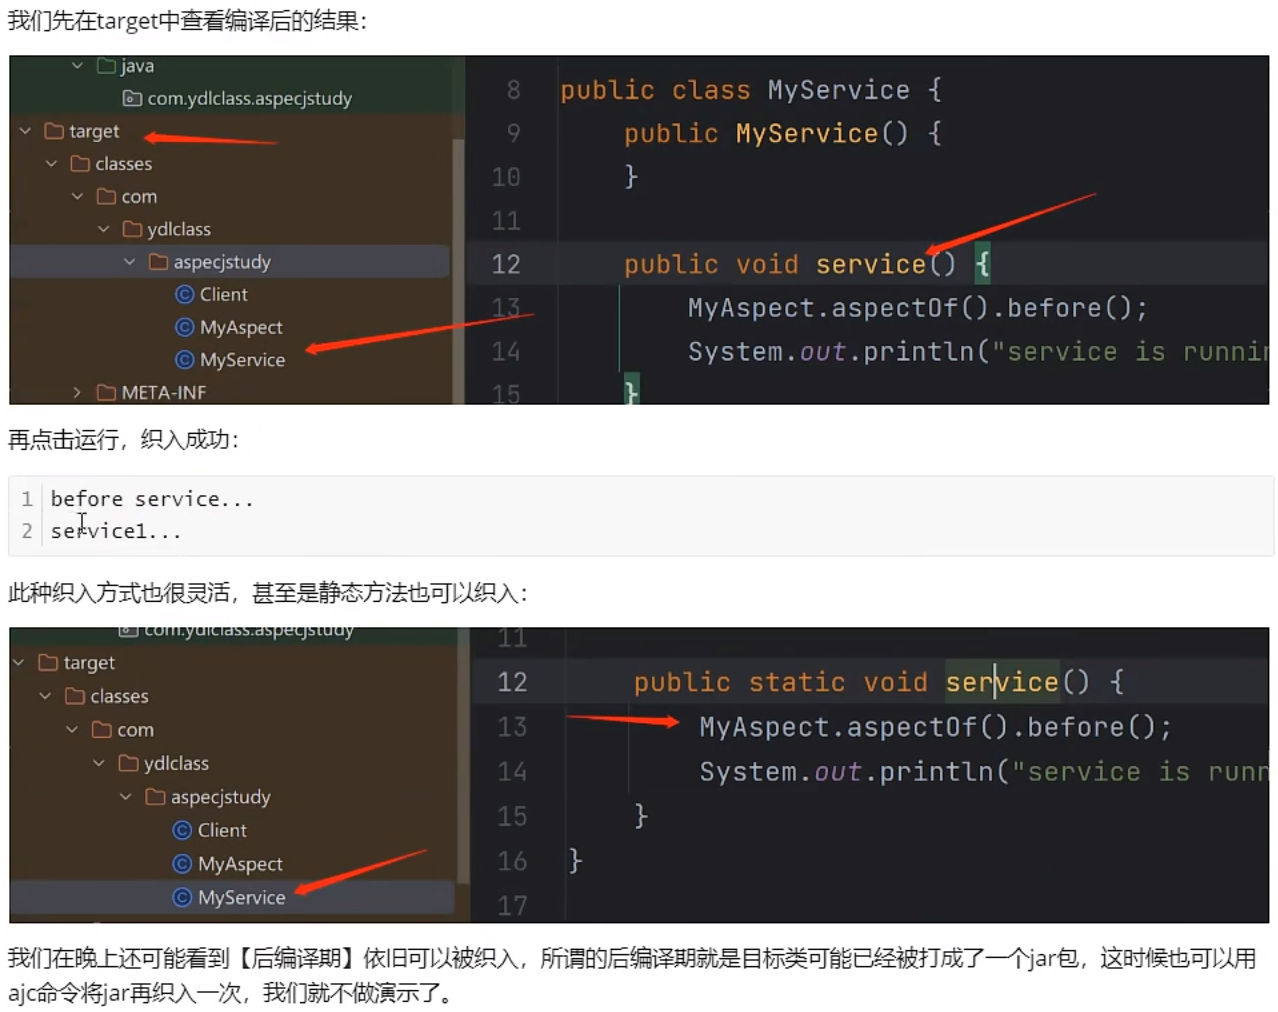 我们先在target中查看编译后的结果：
java
com.ydlclass.aspecjstudy
target
classes
com
ydlclass
aspecjstudy
Client
MyAspect
MyService
META-INF
8 public class MyService {
9 public MyService() {
10 }
11
12 public void service() {
13 MyAspect.aspectOf().before();
14 System.out.println("service is runnin
15 }
再点击运行，织入成功：
1 before service...
2 service1...
此种织入方式也很灵活，甚至是静态方法也可以织入：
com.ydlclass.aspecjstudy
target
classes
com
ydlclass
aspecjstudy
Client
MyAspect
MyService
11
12 public static void service() {
13 MyAspect.aspectOf().before();
14 System.out.println("service is runn
15 }
16 }
17
我们在晚上还可能看到【后编译期】依旧可以被织入，所谓的后编译期就是目标类可能已经被打成了一个jar包，这时候也可以用
ajc命令将jar再织入一次，我们就不做演示了。